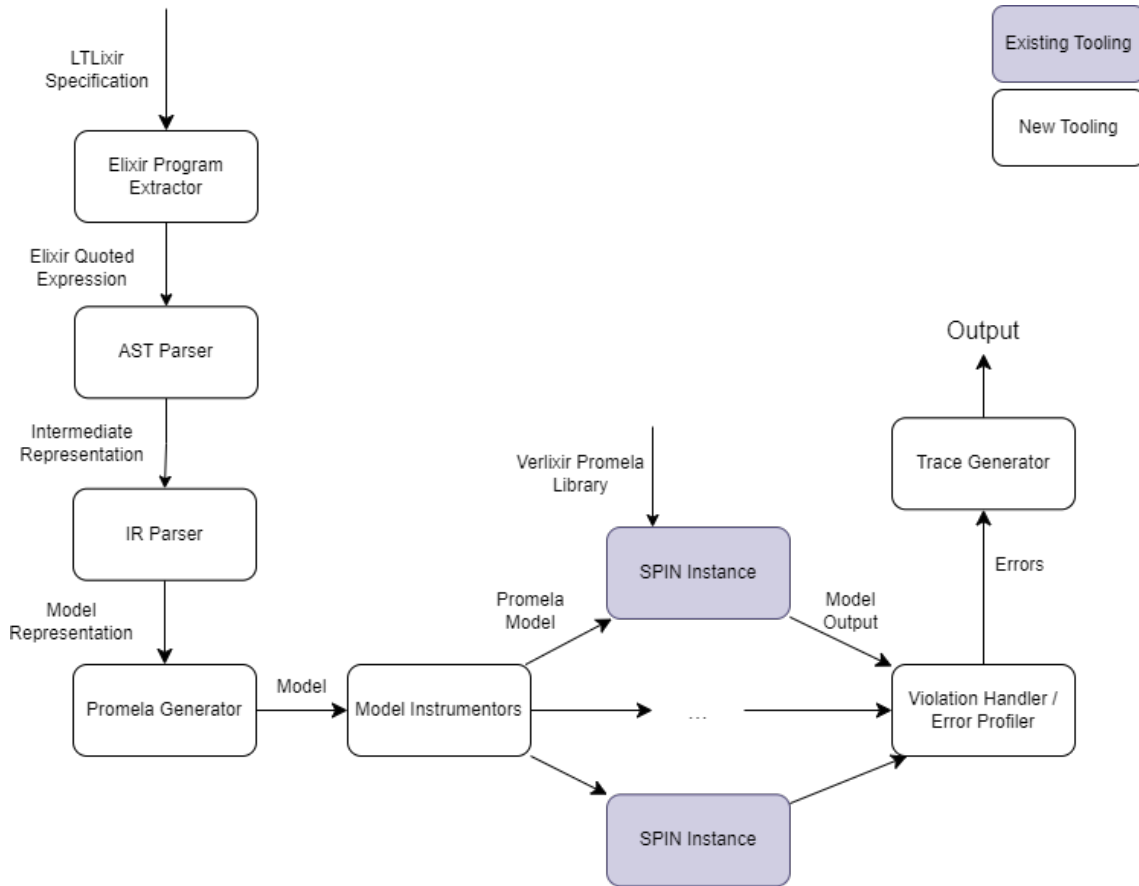 LTLixir
Specification
Existing Tooling
New Tooling
Elixir Program
Extractor
Elixir Quoted
Expression
AST Parser
Output
Intermediate
Representation
Verlixir Promela
Library
Trace Generator
IR Parser
SPIN Instance
Errors
Model
Representation
Promela
Model
Model
Output
Promela Generator
Model
Model Instrumentors
...
Violation Handler /
Error Profiler
SPIN Instance